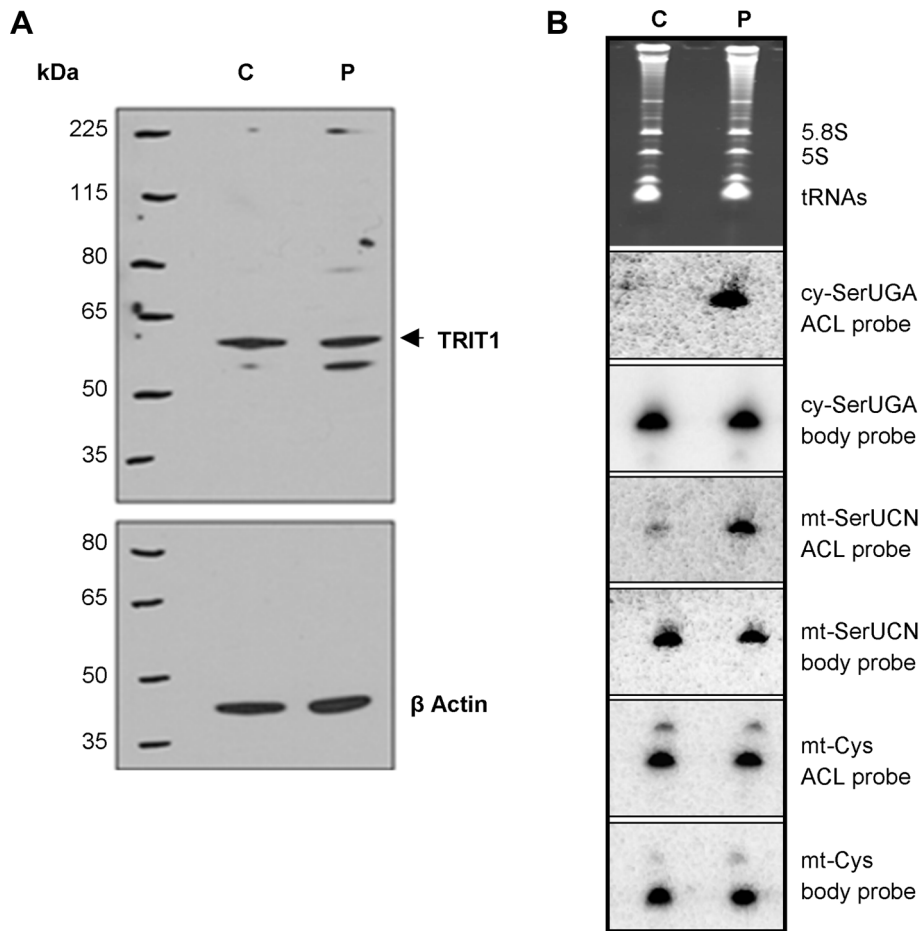 A
kDa
C P
225
115
80
65
TRIT1
50
35
80
65
50
β Actin
35
B
C P
5.8S
5S
tRNAs
cy-SerUGA
ACL probe
cy-SerUGA
body probe
mt-SerUCN
ACL probe
mt-SerUCN
body probe
mt-Cys
ACL probe
mt-Cys
body probe